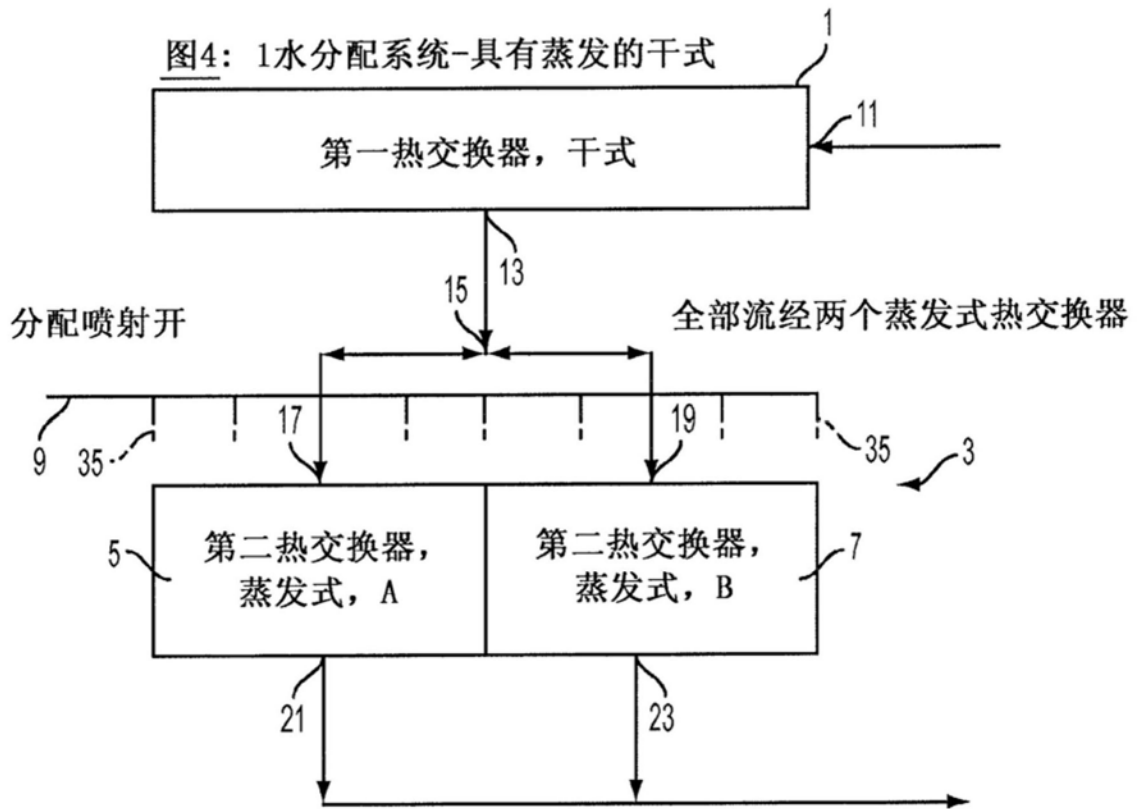 图4: 1水分配系统-具有蒸发的干式
1
第一热交换器，干式
11
13
15
分配喷射开
全部流经两个蒸发式热交换器
9
35
17
19
35
3
5
第二热交换器，
蒸发式，A
第二热交换器，
蒸发式，B
7
21
23